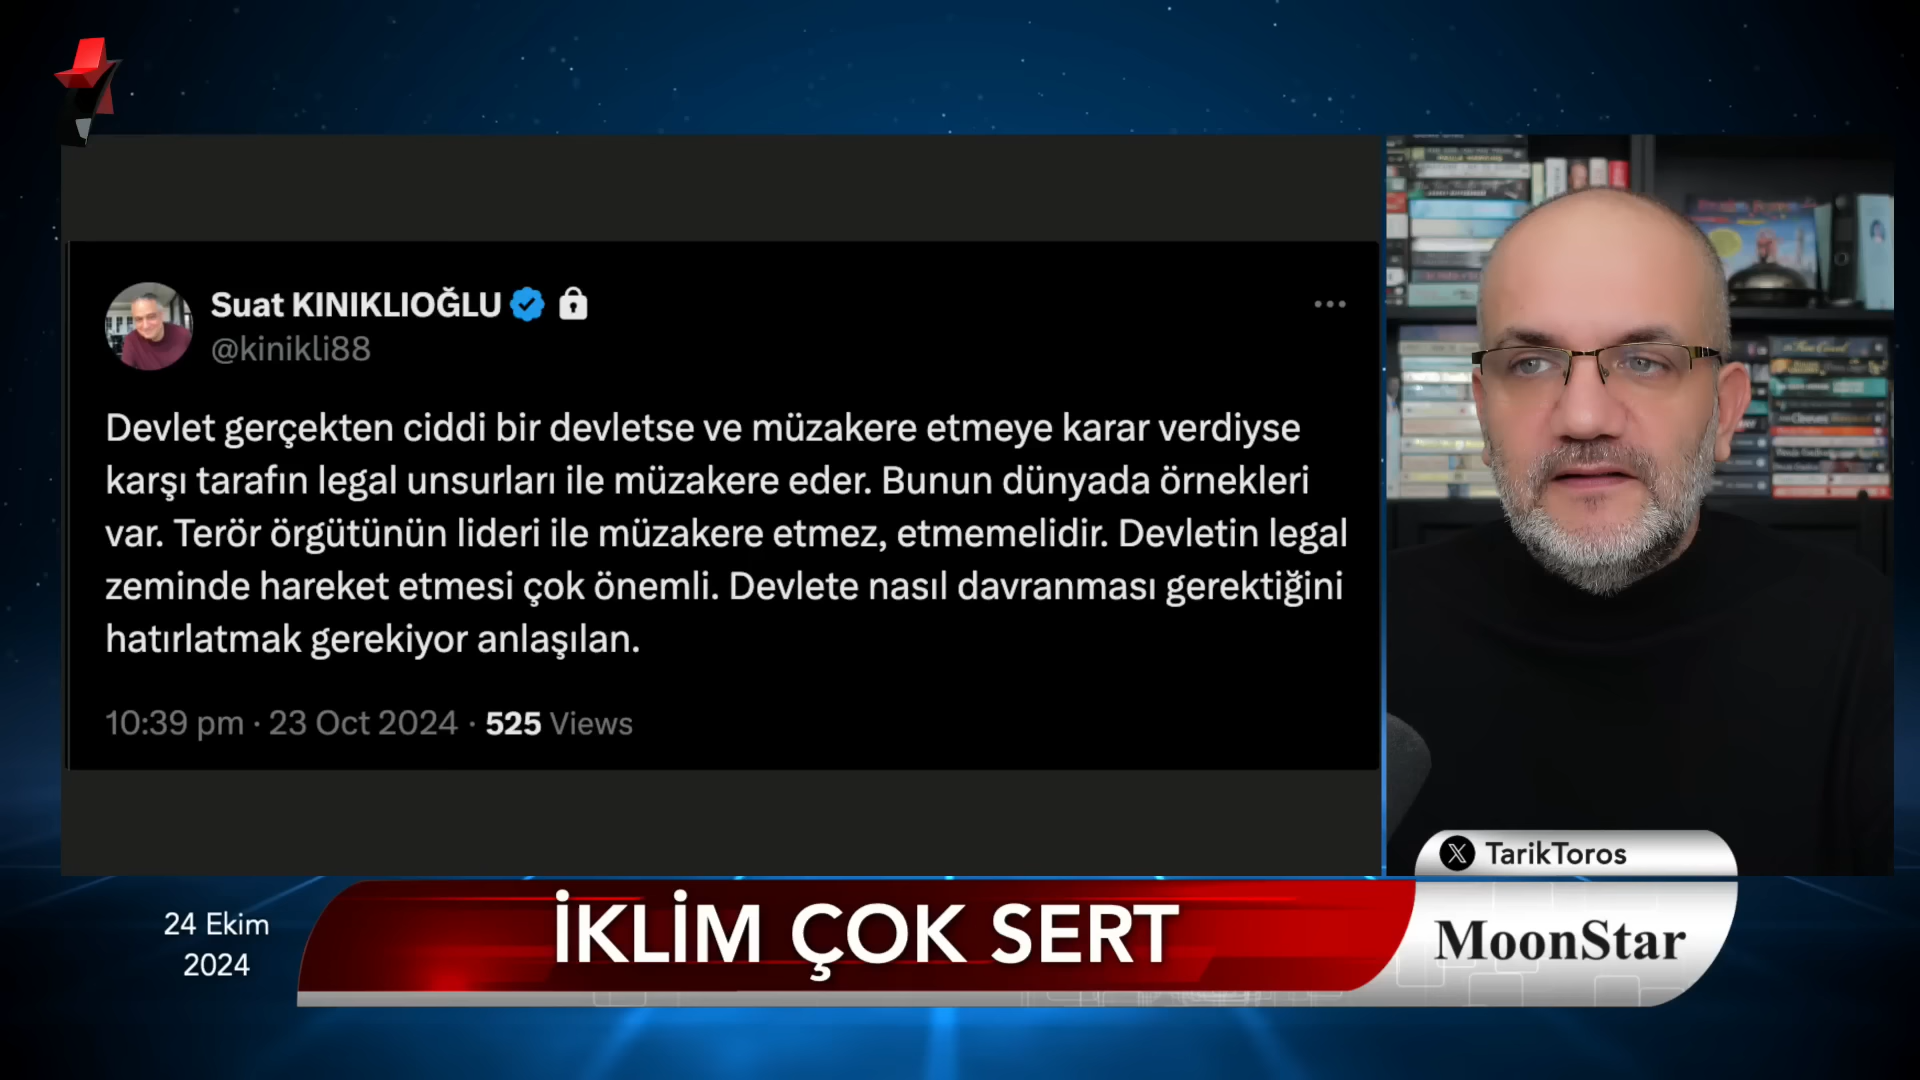 Suat KINIKLIOĞLU
@kinikli88
Devlet gerçekten ciddi bir devletse ve müzakere etmeye karar verdiyse
karşı tarafın legal unsurları ile müzakere eder. Bunun dünyada örnekleri
var. Terör örgütünün lideri ile müzakere etmez, etmemelidir. Devletin legal
zeminde hareket etmesi çok önemli. Devlete nasıl davranması gerektiğini
hatırlatmak gerekiyor anlaşılan.
10:39 pm · 23 Oct 2024 · 525 Views
TarikToros
24 Ekim
2024
İKLİM ÇOK SERT
MoonStar